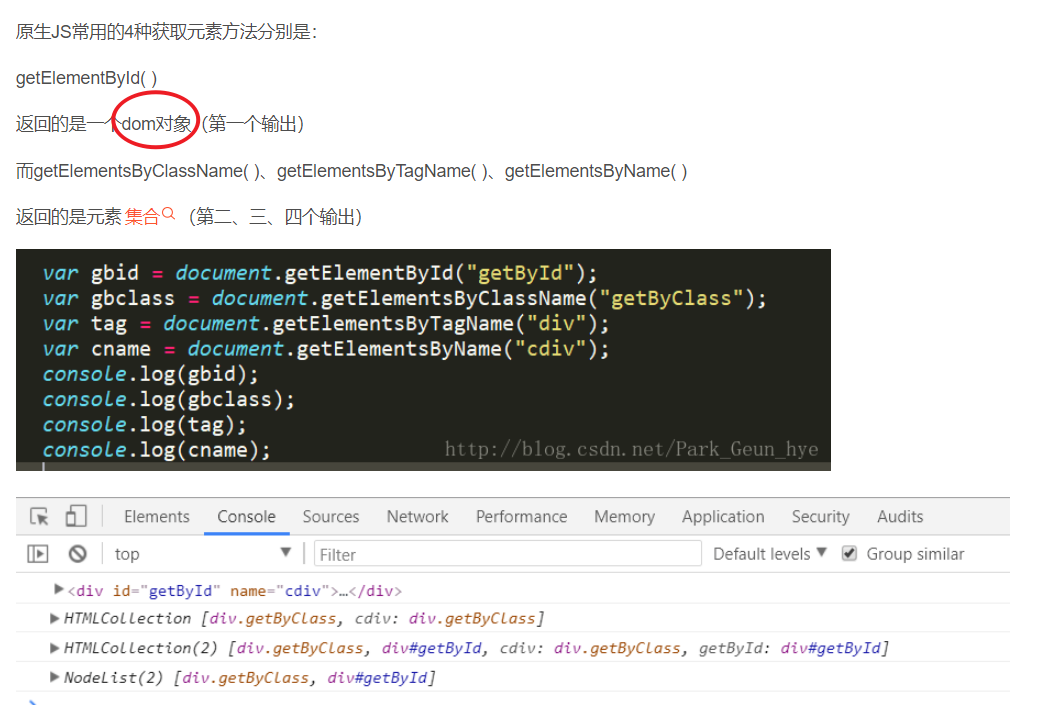 原生JS常用的4种获取元素方法分别是：
getElementById( )
返回的是一个dom对象（第一个输出）
而getElementsByClassName( )、getElementsByTagName( )、getElementsByName( )
返回的是元素 集合 （第二、三、四个输出）
var gbid = document.getElementById("getById");
var gbclass = document.getElementsByClassName("getByClass");
var tag = document.getElementsByTagName("div");
var cname = document.getElementsByName("cdiv");
console.log(gbid);
console.log(gbclass);
console.log(tag);
console.log(cname);
http://blog.csdn.net/Park_Geun_hye
Elements Console Sources Network Performance Memory Application Security Audits
top Filter Default levels Group similar
<div id="getById" name="cdiv">…</div>
HTMLCollection [div.getByClass, cdiv: div.getByClass]
HTMLCollection(2) [div.getByClass, div#getById, cdiv: div.getByClass, getById: div#getById]
NodeList(2) [div.getByClass, div#getById]